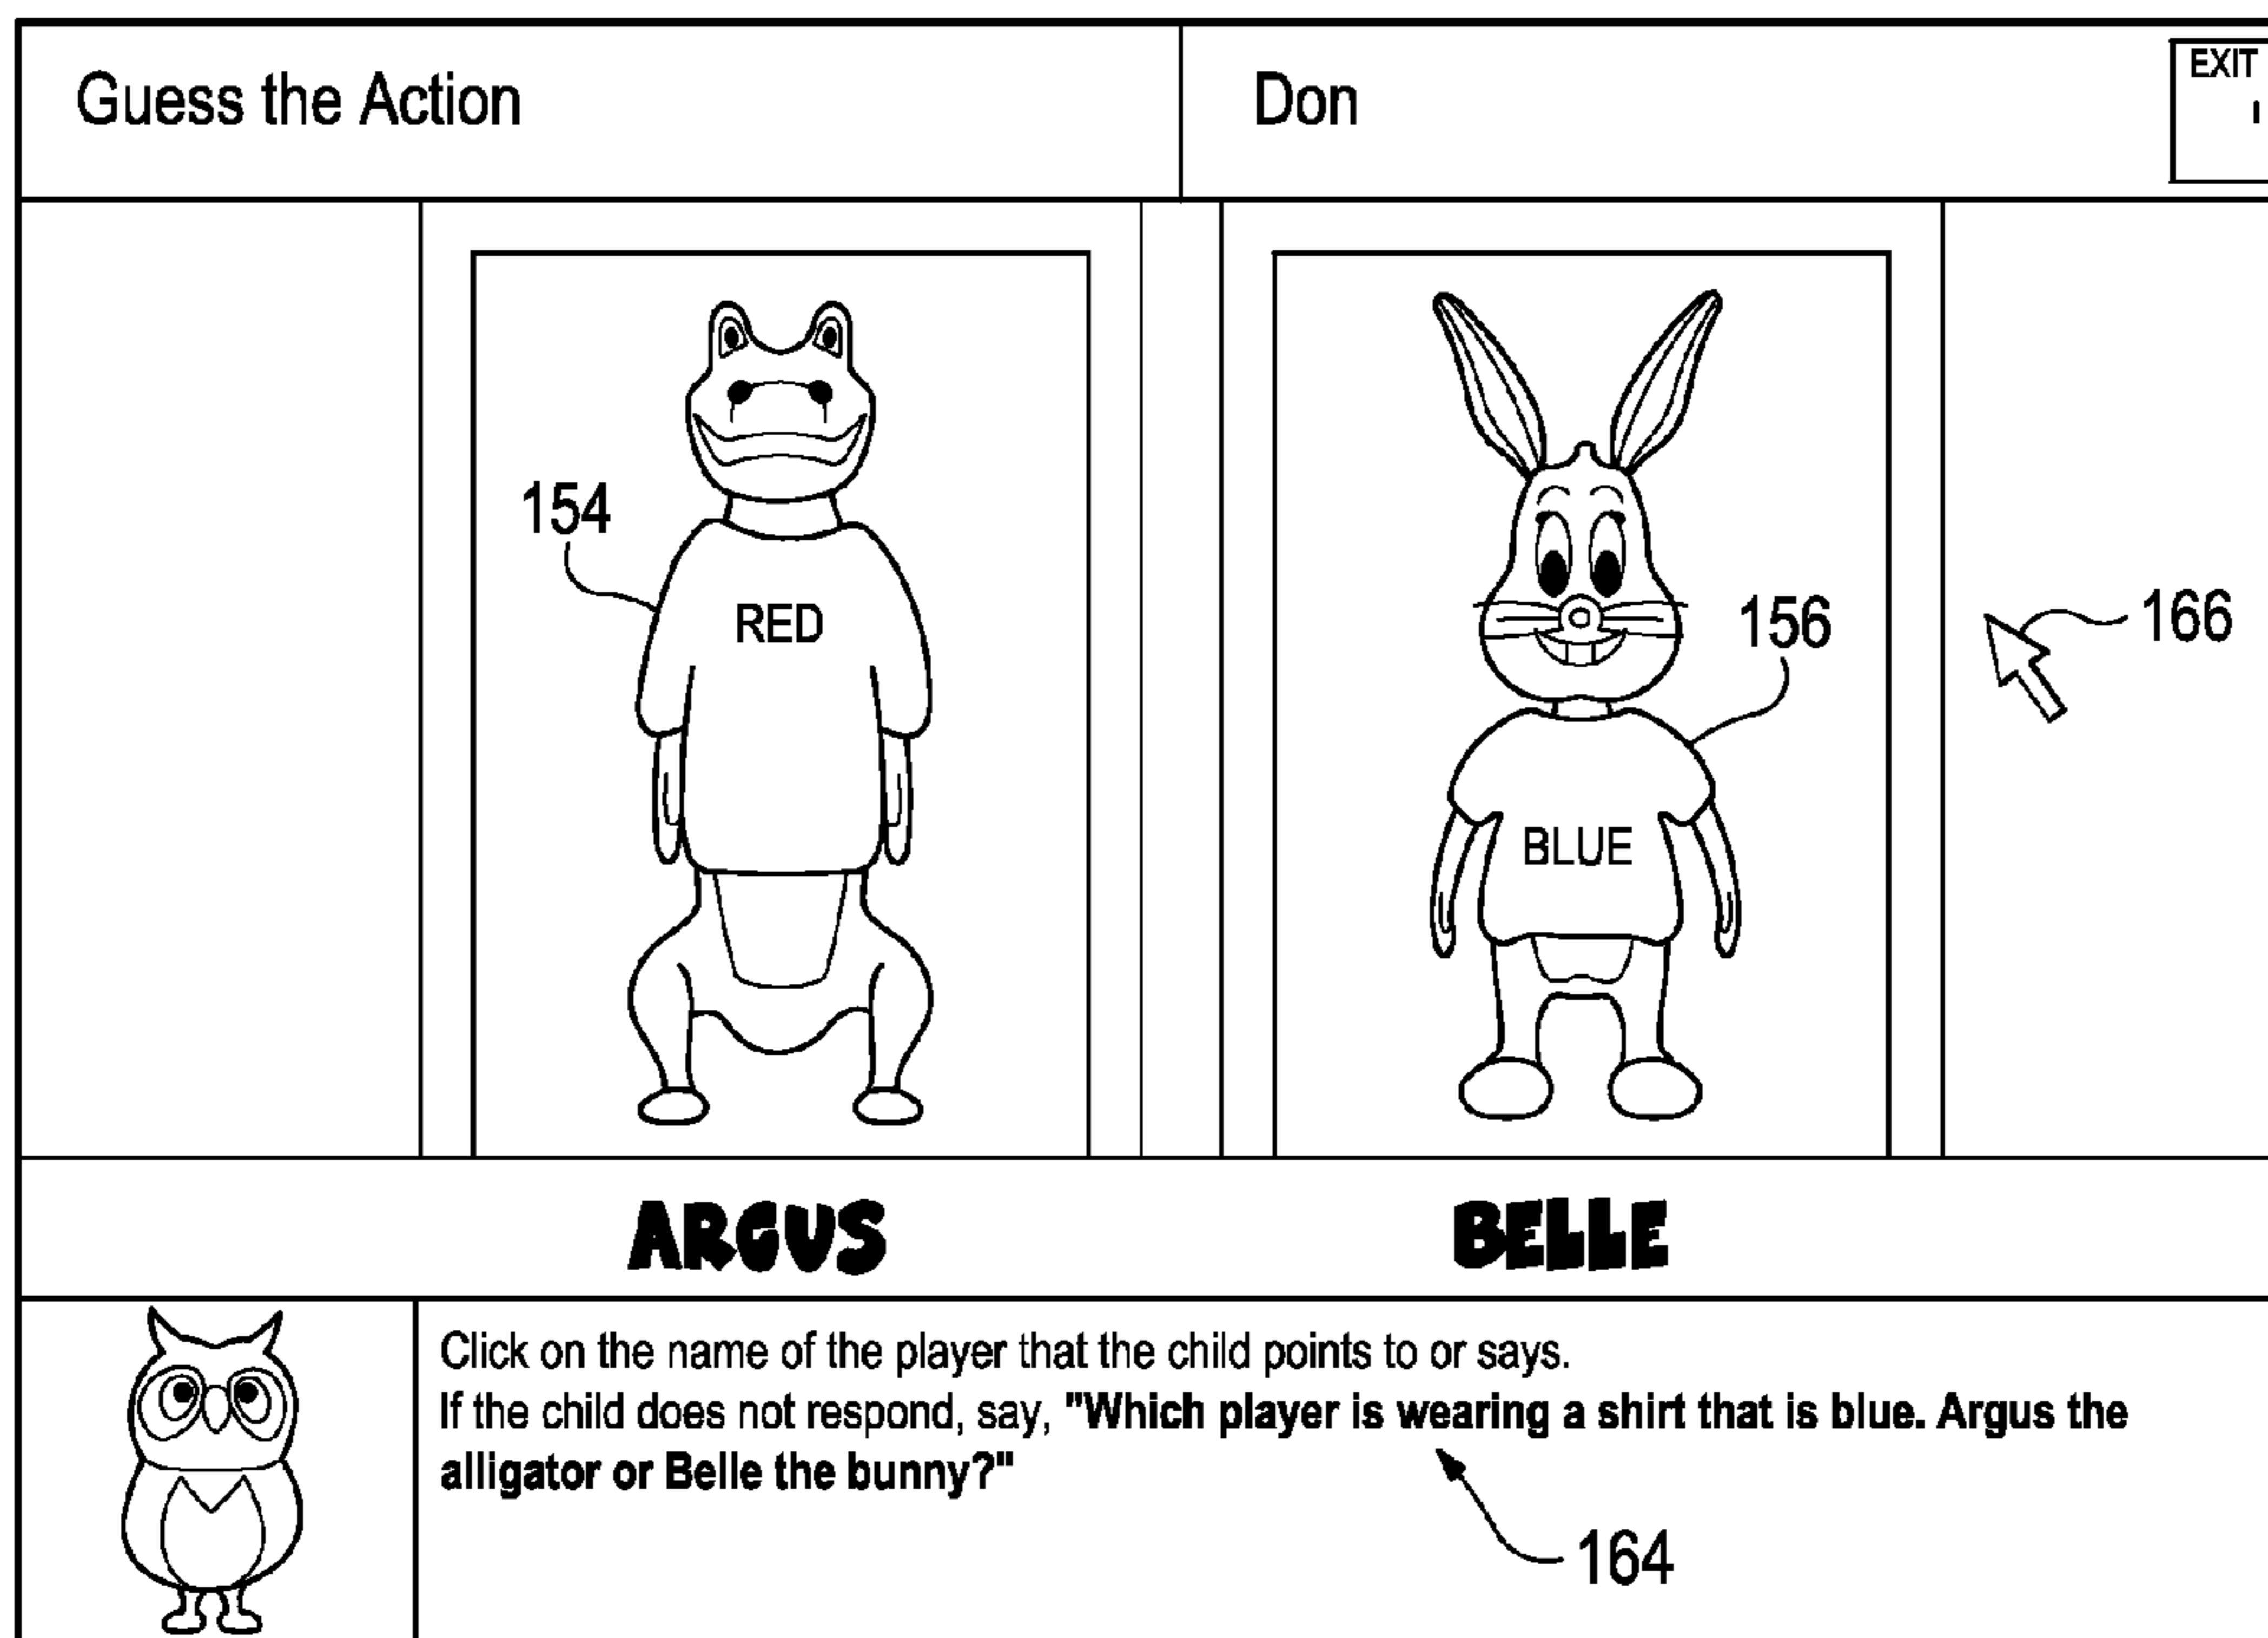 Guess the Action
Don
EXIT
154
RED
156
166
BLUE
ARGUS
BELLE
Click on the name of the player that the child points to or says.
If the child does not respond, say, "Which player is wearing a shirt that is blue. Argus the
alligator or Belle the bunny?"
164